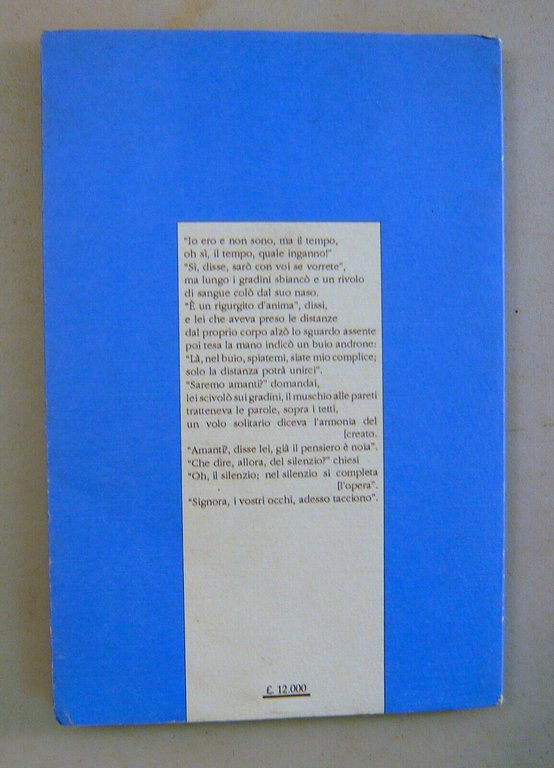 "Io ero e non sono, ma il tempo,
oh sì, il tempo, quale inganno!"
"Sì, disse, sarò con voi se vorrete",
ma lungo i gradini sbiancò e un rivolo
di sangue colò dal suo naso.
"È un rigurgito d'anima", dissi,
e lei che aveva preso le distanze
dal proprio corpo alzò lo sguardo assente
poi tesa la mano indicò un buio androne:
"Là, nel buio, spiatemi, siate mio complice;
solo la distanza potrà unirci".
"Saremo amanti?" domandai,
lei scivolò sui gradini, il muschio alle pareti
tratteneva le parole, sopra i tetti,
un volo solitario diceva l'armonia del
[creato.
"Amanti?, disse lei, già il pensiero è noia".
"Che dire, allora, del silenzio?" chiesi
"Oh, il silenzio; nel silenzio si completa
[l'opera".
"Signora, i vostri occhi, adesso tacciono".
£. 12.000